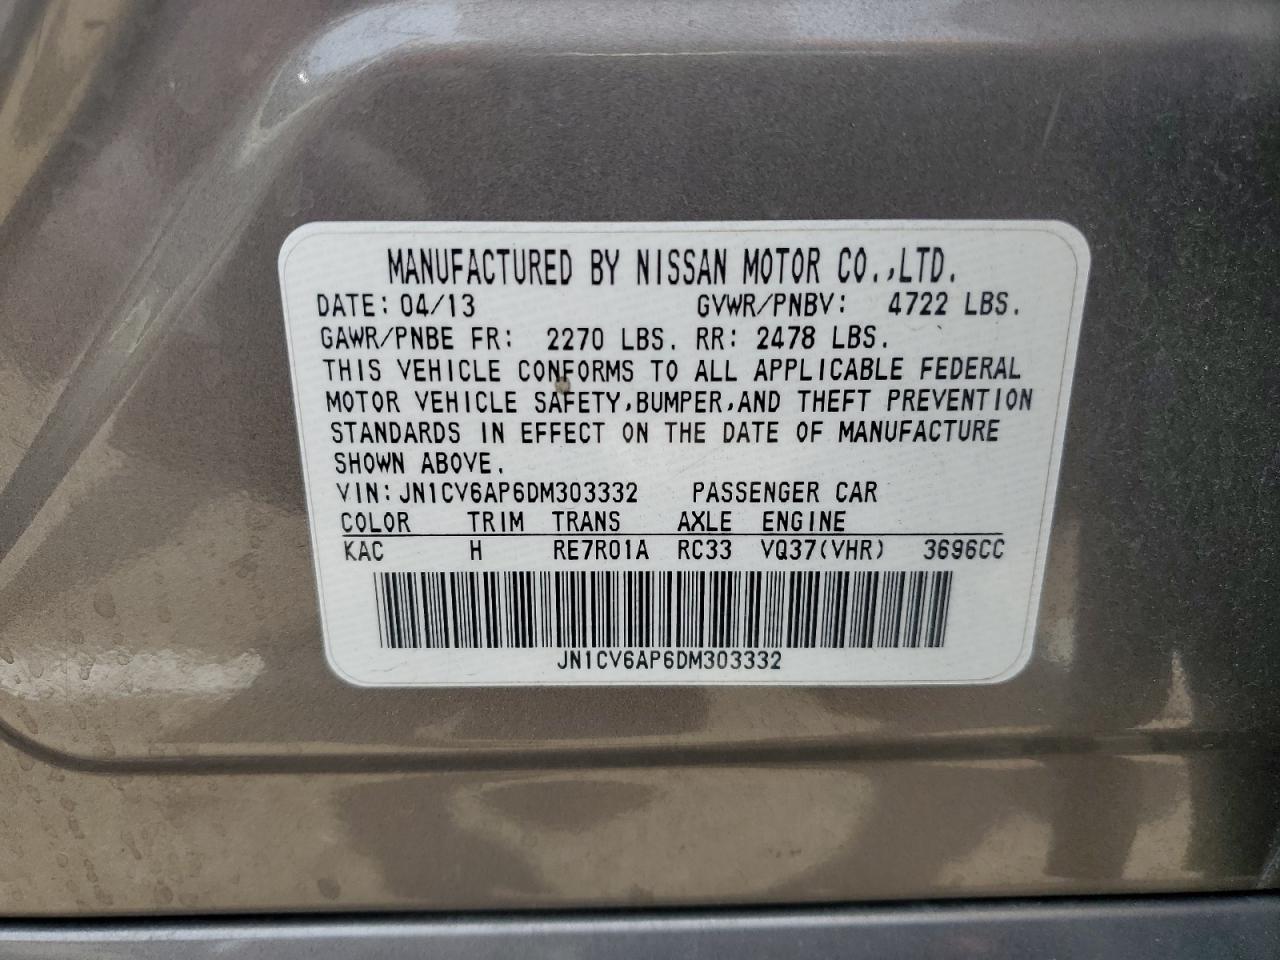 MANUFACTURED BY NISSAN MOTOR CO.,LTD.
DATE: 04/13 GVWR/PNBV: 4722 LBS.
GAWR/PNBE FR: 2270 LBS. RR: 2478 LBS.
THIS VEHICLE CONFORMS TO ALL APPLICABLE FEDERAL
MOTOR VEHICLE SAFETY,BUMPER,AND THEFT PREVENTION
STANDARDS IN EFFECT ON THE DATE OF MANUFACTURE
SHOWN ABOVE.
VIN: JN1CV6AP6DM303332 PASSENGER CAR
COLOR TRIM TRANS AXLE ENGINE
KAC H RE7R01A RC33 VQ37(VHR) 3696CC
JN1CV6AP6DM303332